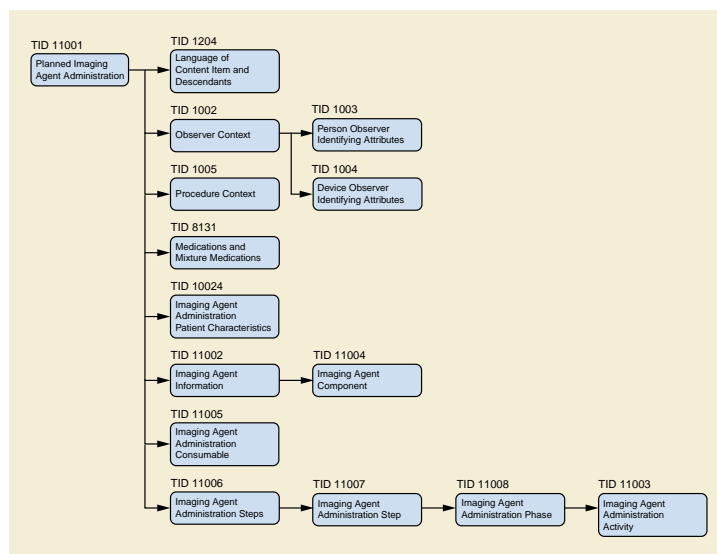 TID 11001
Planned Imaging
Agent Administration
TID 1204
Language of
Content Item and
Descendants
TID 1002
Observer Context
TID 1003
Person Observer
Identifying Attributes
TID 1004
Device Observer
Identifying Attributes
TID 1005
Procedure Context
TID 8131
Medications and
Mixture Medications
TID 10024
Imaging Agent
Administration
Patient Characteristics
TID 11002
Imaging Agent
Information
TID 11004
Imaging Agent
Component
TID 11005
Imaging Agent
Administration
Consumable
TID 11006
Imaging Agent
Administration Steps
TID 11007
Imaging Agent
Administration Step
TID 11008
Imaging Agent
Administration Phase
TID 11003
Imaging Agent
Administration
Activity